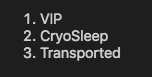 1. VIP
2. CryoSleep
3. Transported